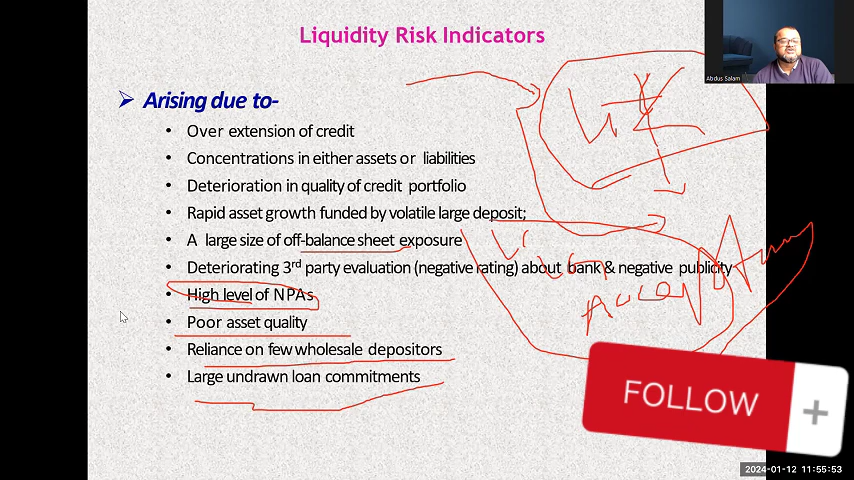 Liquidity Risk Indicators
Abdus Salam
➢ Arising due to-
• Over extension of credit
• Concentrations in either assets or liabilities
• Deterioration in quality of credit portfolio
• Rapid asset growth funded by volatile large deposit;
• A large size of off-balance sheet exposure
• Deteriorating 3rd party evaluation (negative rating) about bank & negative publicity
• High level of NPAs
• Poor asset quality
• Reliance on few wholesale depositors
• Large undrawn loan commitments
FOLLOW +
2024-01-12 11:55:53